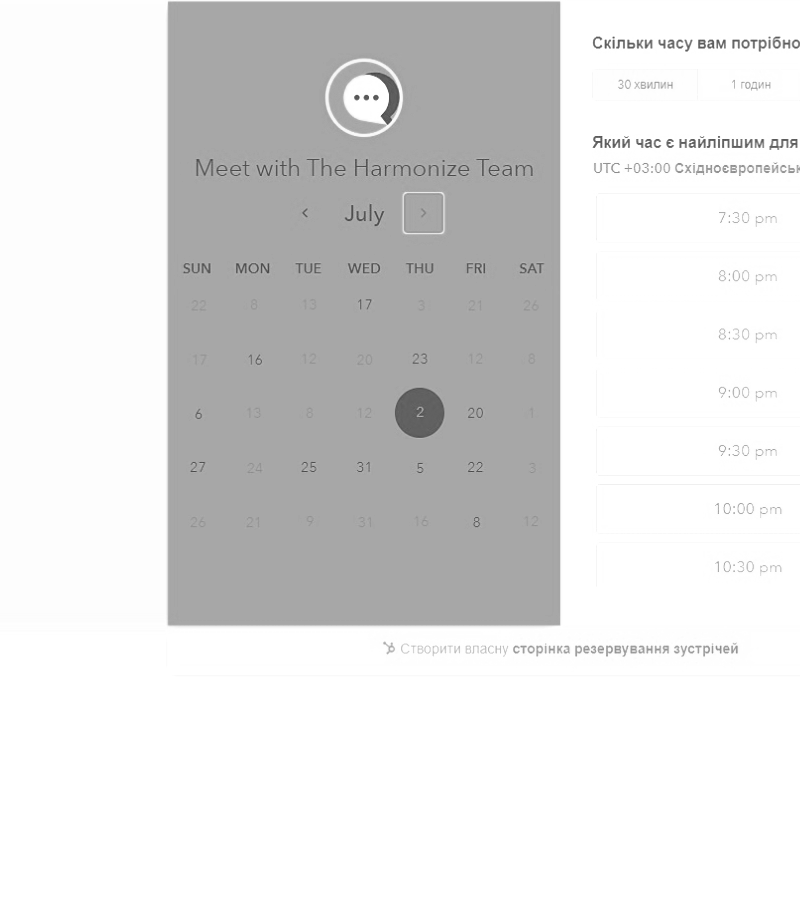 Meet with The Harmonize Team
July
SUN MON TUE WED THU FRI SAT
22 8 13 17 3 21 26
17 16 12 20 23 12 8
6 13 8 12 2 20 1
27 24 25 31 5 22 3
26 21 9 31 16 8 12
Скільки часу вам потрібно
30 хвилин 1 годин
Який час є найліпшим для
UTC +03:00 Східноєвропейськ
7:30 pm
8:00 pm
8:30 pm
9:00 pm
9:30 pm
10:00 pm
10:30 pm
Створити власну сторінка резервування зустрічей